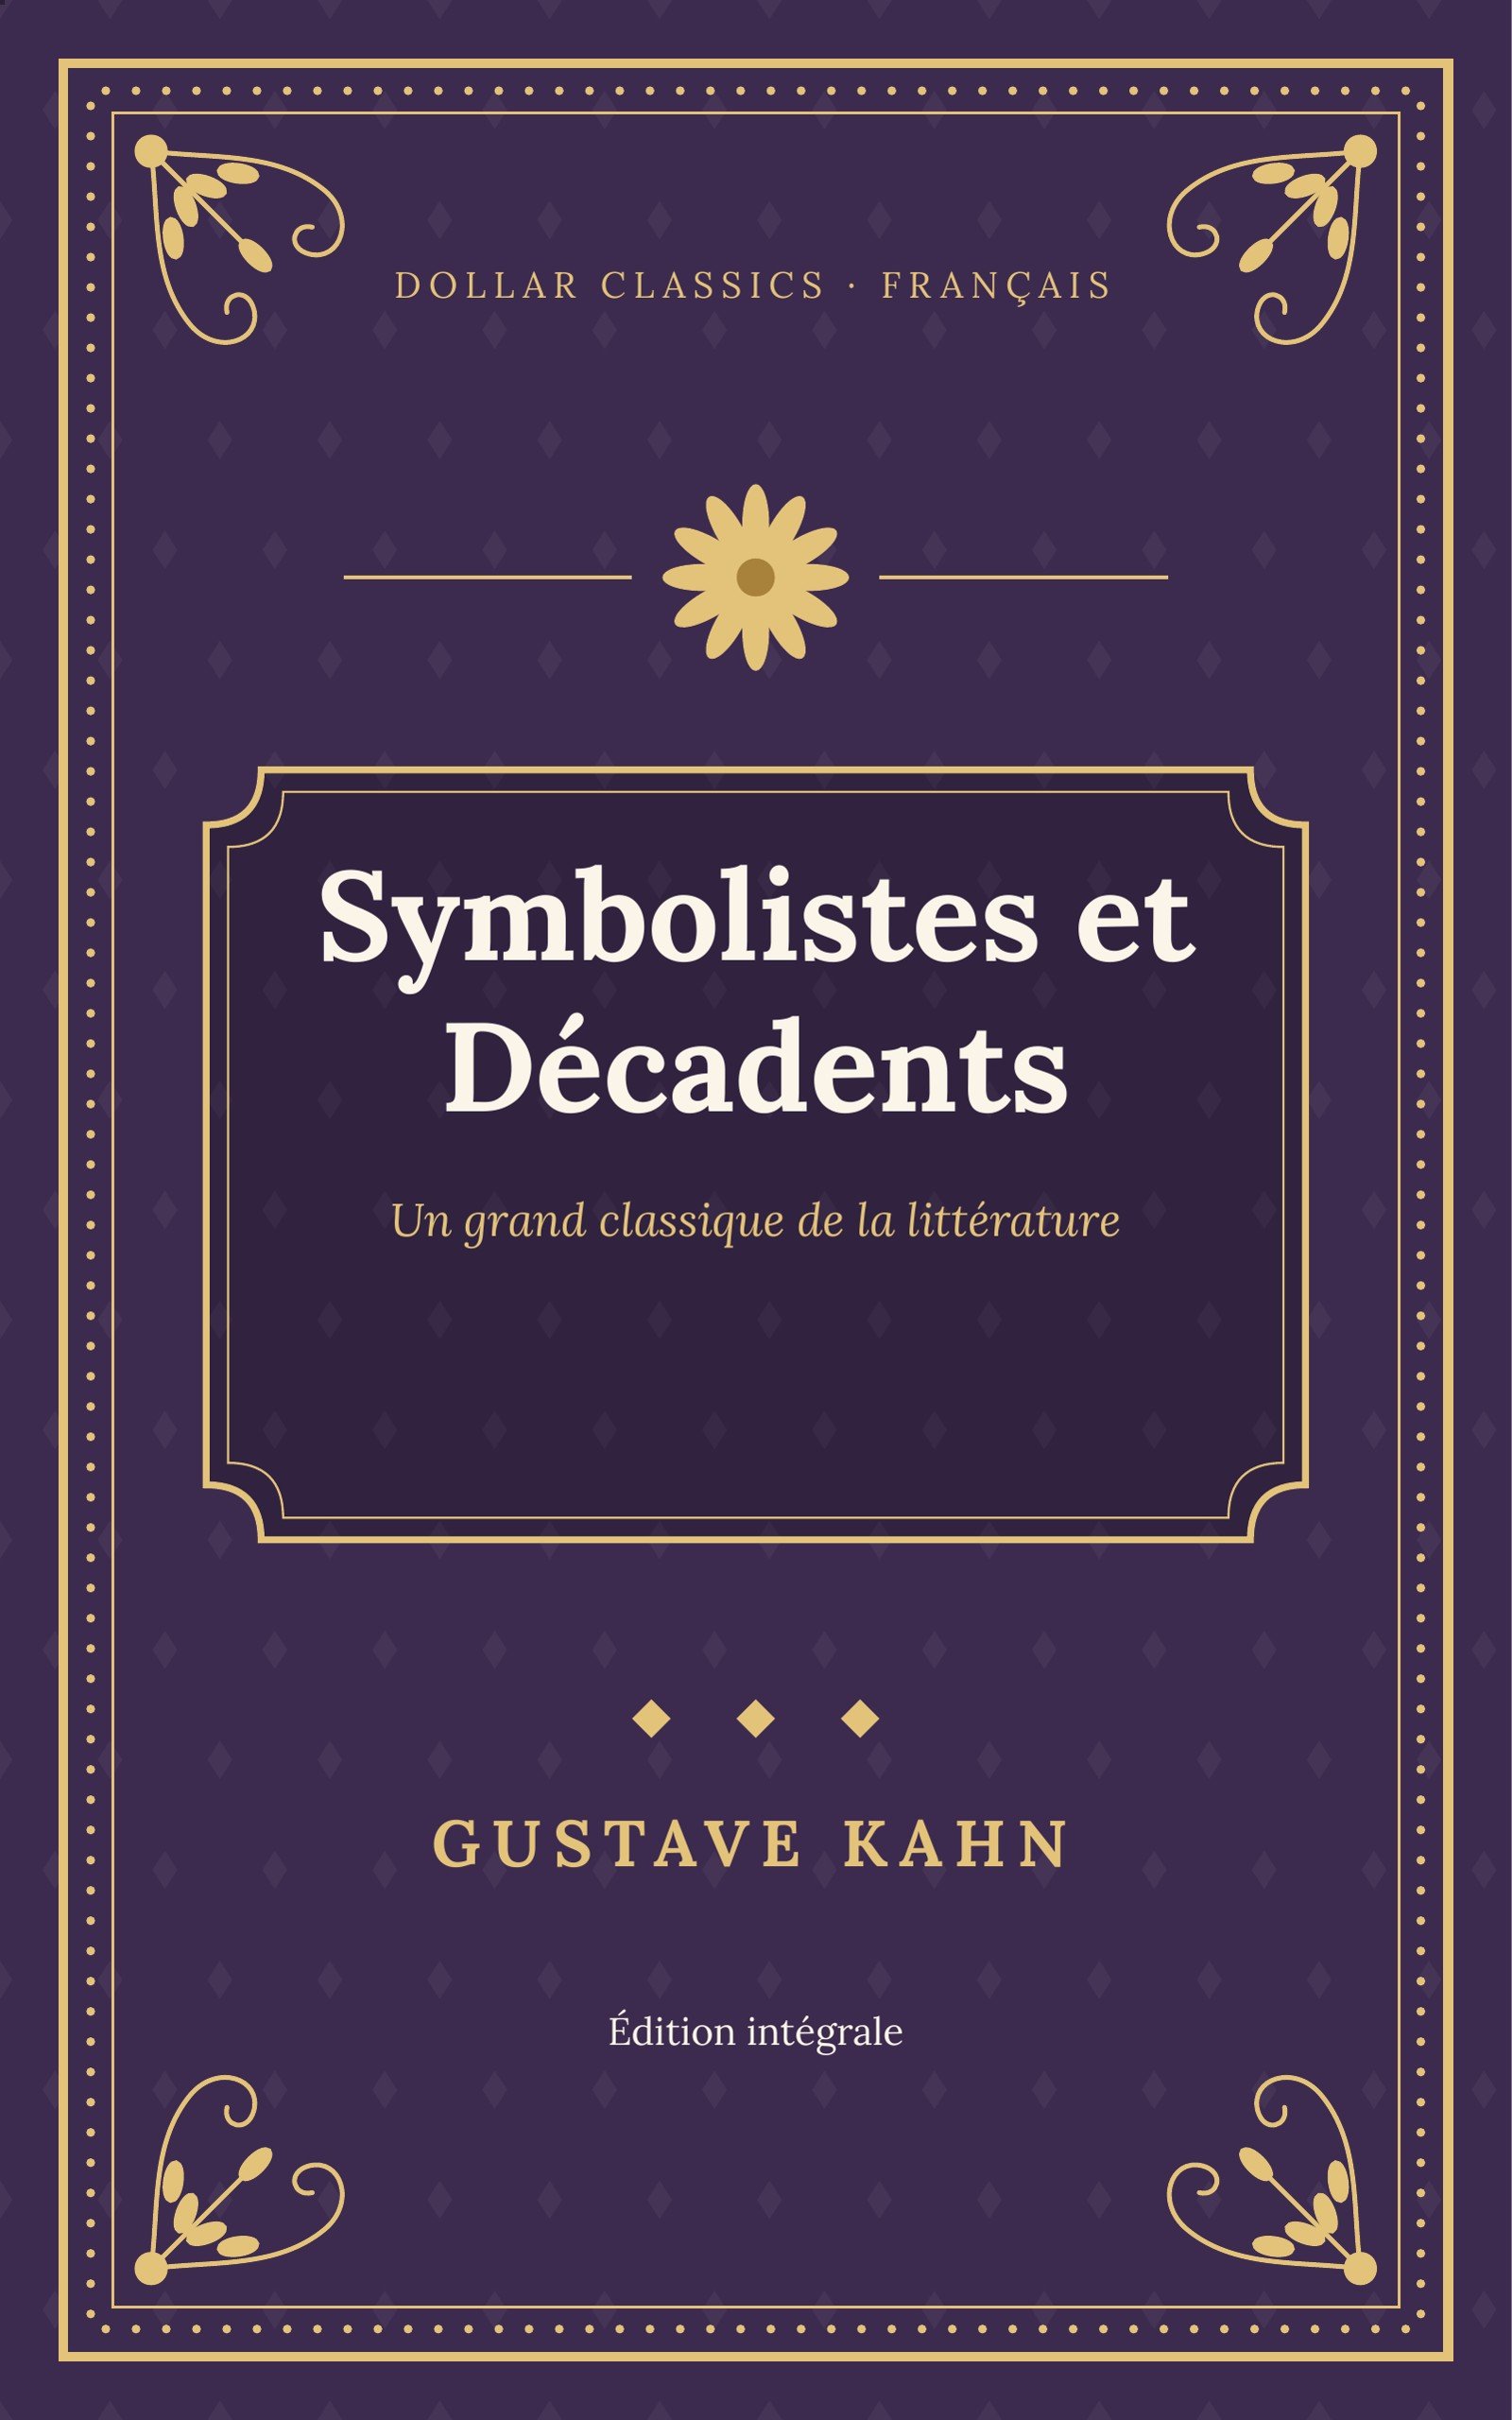 DOLLAR CLASSICS · FRANÇAIS
Symbolistes et
Décadents
Un grand classique de la littérature
GUSTAVE KAHN
Édition intégrale